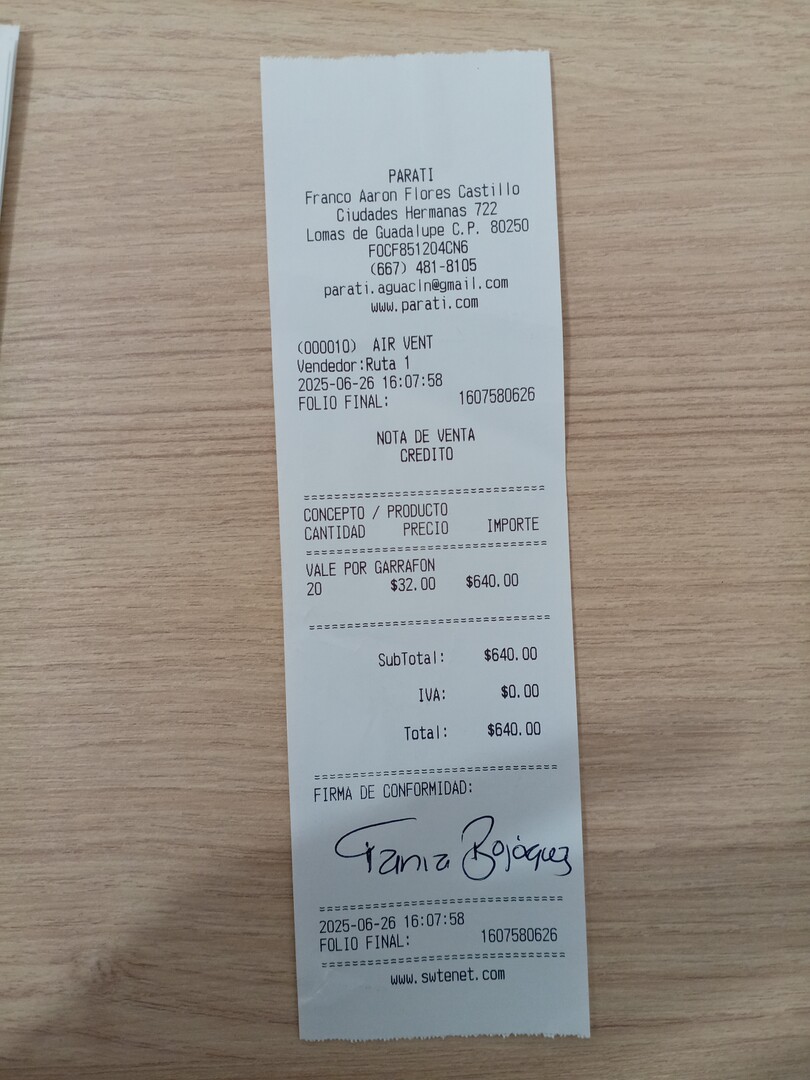 PARATI
Franco Aaron Flores Castillo
Ciudades Hermanas 722
Lomas de Guadalupe C.P. 80250
FOCF851204CN6
(667) 481-8105
parati.aguacln@gmail.com
www.parati.com
(000010) AIR VENT
Vendedor:Ruta 1
2025-06-26 16:07:58
FOLIO FINAL: 1607580626
NOTA DE VENTA
CREDITO
==============================
CONCEPTO / PRODUCTO
CANTIDAD PRECIO IMPORTE
==============================
VALE POR GARRAFON
20 $32.00 $640.00
==============================
SubTotal: $640.00
IVA: $0.00
Total: $640.00
==============================
FIRMA DE CONFORMIDAD:
Tania Bojórquez
==============================
2025-06-26 16:07:58
FOLIO FINAL: 1607580626
==============================
www.swtenet.com